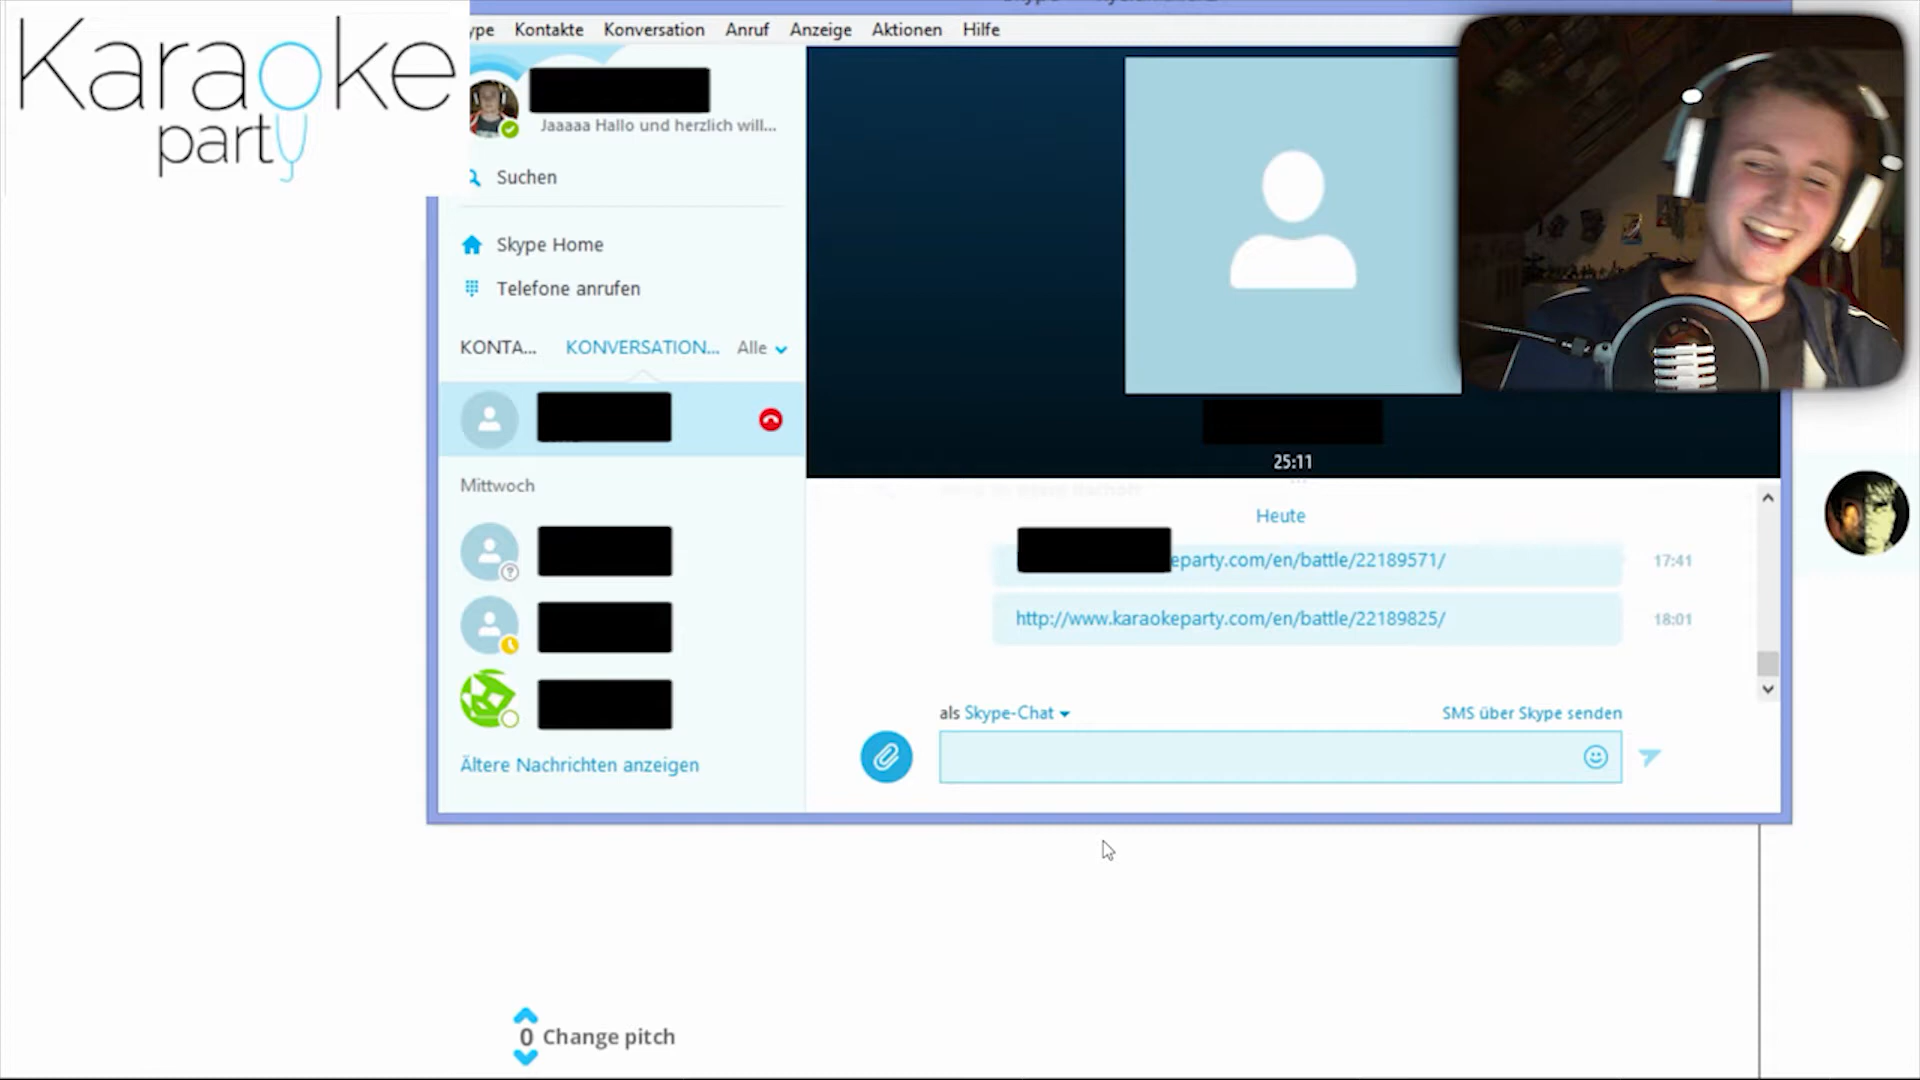 Karaoke
party
ype Kontakte Konversation Anruf Anzeige Aktionen Hilfe
Jaaaaa Hallo und herzlich will...
Suchen
Skype Home
Telefone anrufen
KONTA... KONVERSATION... Alle
Mittwoch
Ältere Nachrichten anzeigen
25:11
Heute
eparty.com/en/battle/22189571/ 17:41
http://www.karaokeparty.com/en/battle/22189825/ 18:01
als Skype-Chat SMS über Skype senden
0 Change pitch